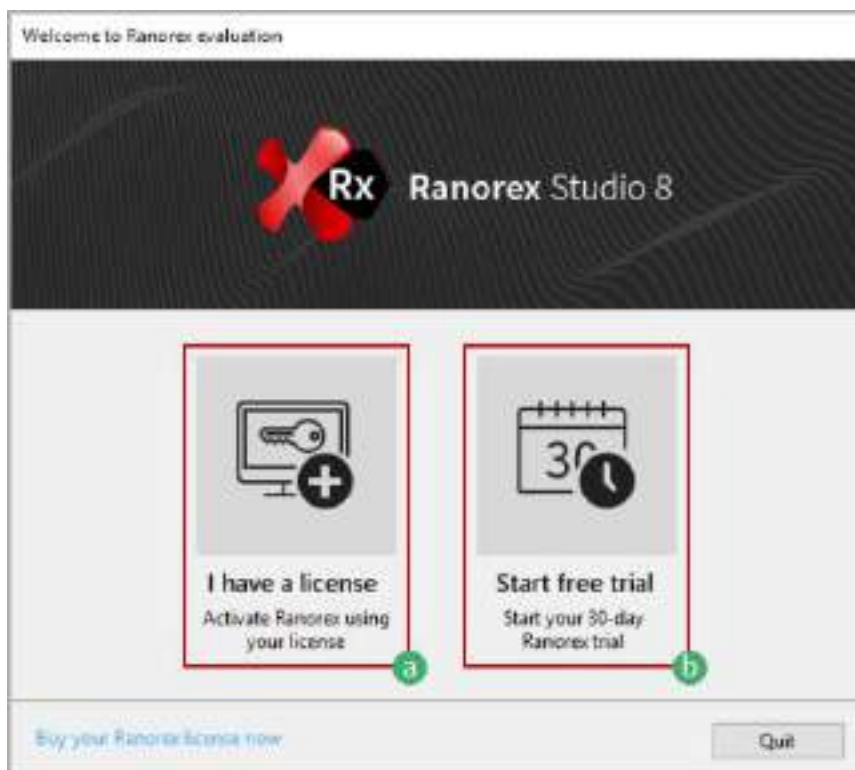 Welcome to Ranorex evaluation
Rx Ranorex Studio 8
30
I have a license
Activate Ranorex using
your license
a
Start free trial
Start your 30-day
Ranorex trial
b
Buy your Ranorex license now
Quit